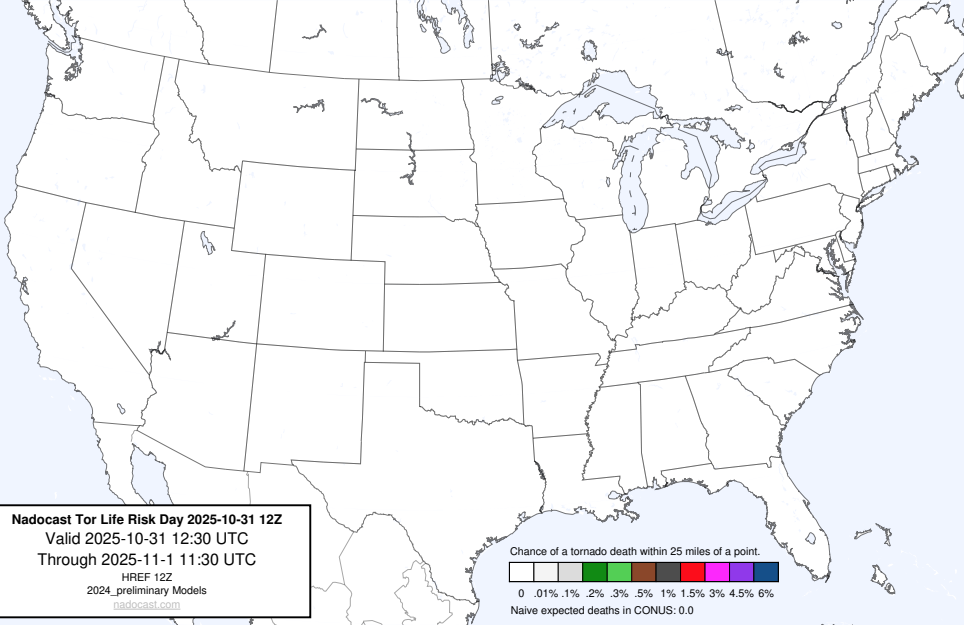 Nadocast Tor Life Risk Day 2025-10-31 12Z
Valid 2025-10-31 12:30 UTC
Through 2025-11-1 11:30 UTC
HREF 12Z
2024_preliminary Models
nadocast.com
Chance of a tornado death within 25 miles of a point.
0 .01% .1% .2% .3% .5% 1% 1.5% 3% 4.5% 6%
Naive expected deaths in CONUS: 0.0